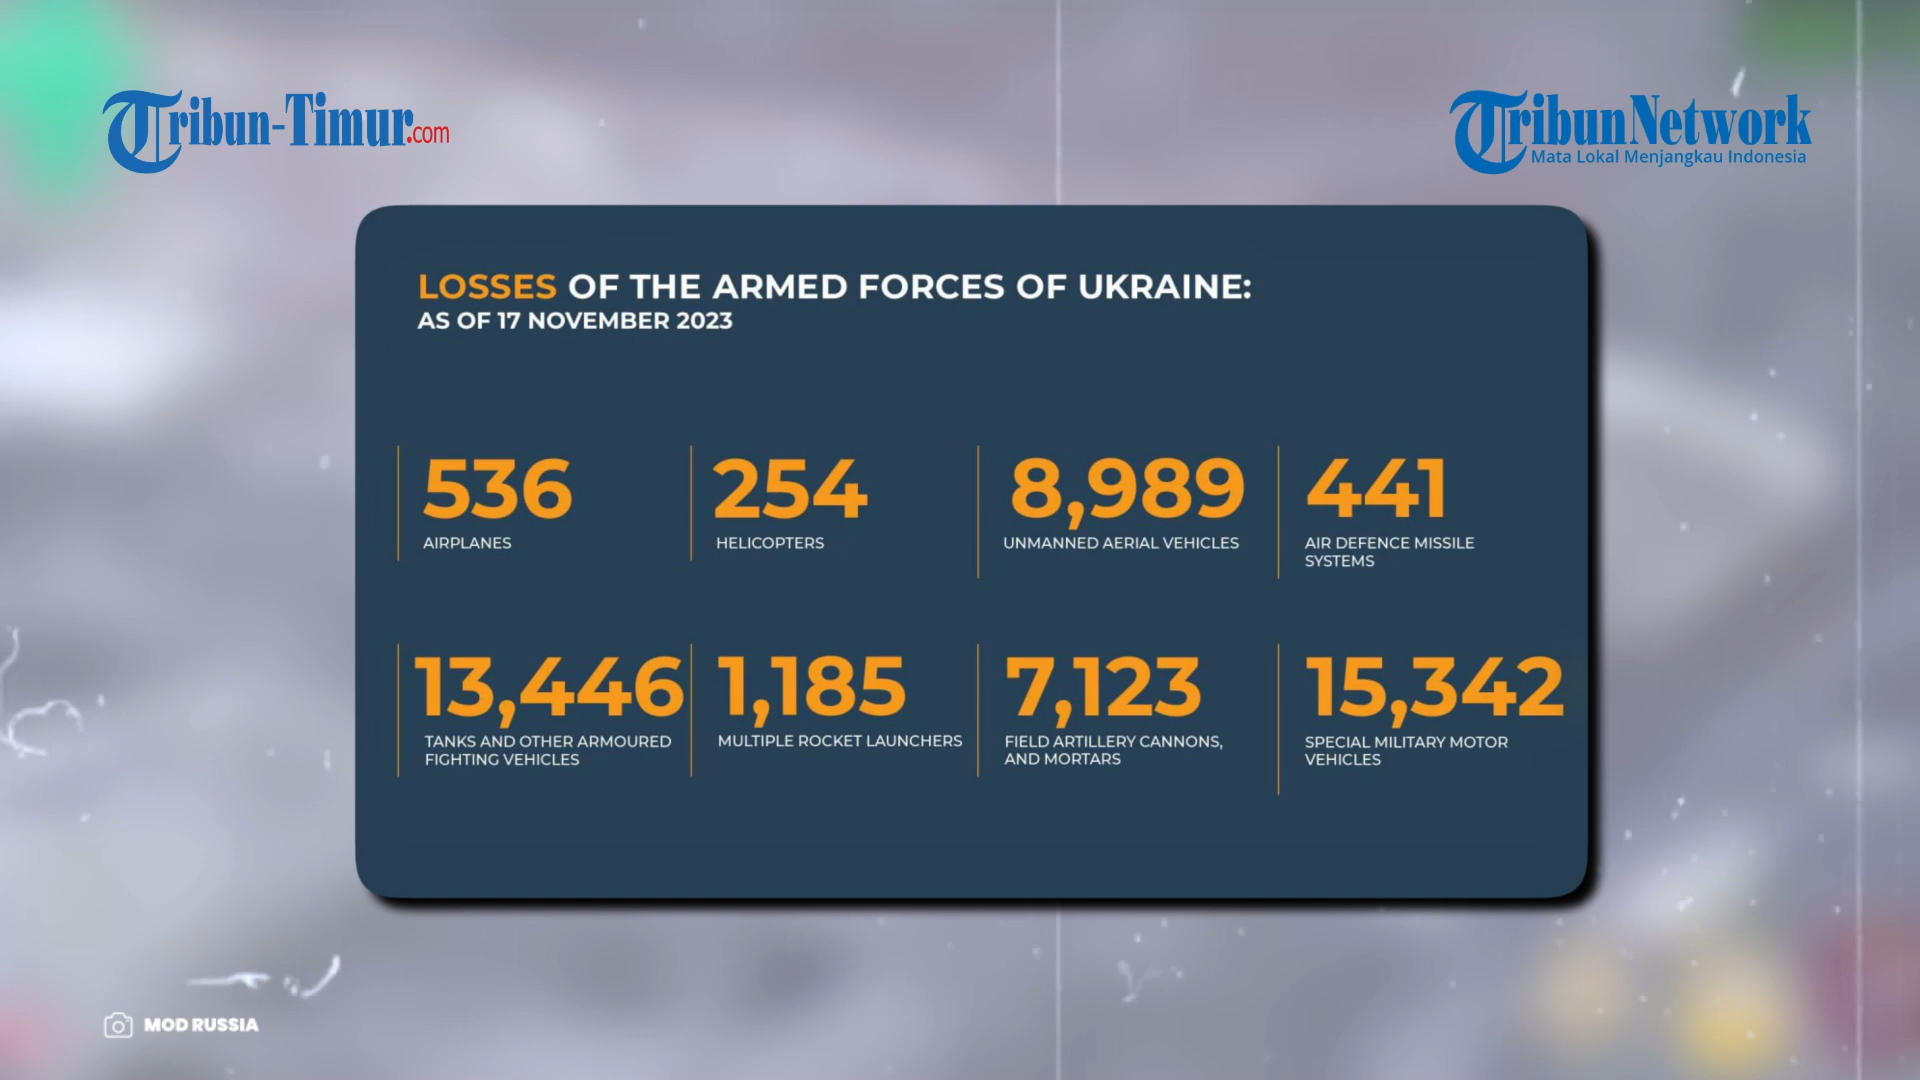 Tribun-Timur.com
TribunNetwork
Mata Lokal Menjangkau Indonesia
LOSSES OF THE ARMED FORCES OF UKRAINE:
AS OF 17 NOVEMBER 2023
536
AIRPLANES
254
HELICOPTERS
8,989
UNMANNED AERIAL VEHICLES
441
AIR DEFENCE MISSILE
SYSTEMS
13,446
TANKS AND OTHER ARMOURED
FIGHTING VEHICLES
1,185
MULTIPLE ROCKET LAUNCHERS
7,123
FIELD ARTILLERY CANNONS,
AND MORTARS
15,342
SPECIAL MILITARY MOTOR
VEHICLES
MOD RUSSIA